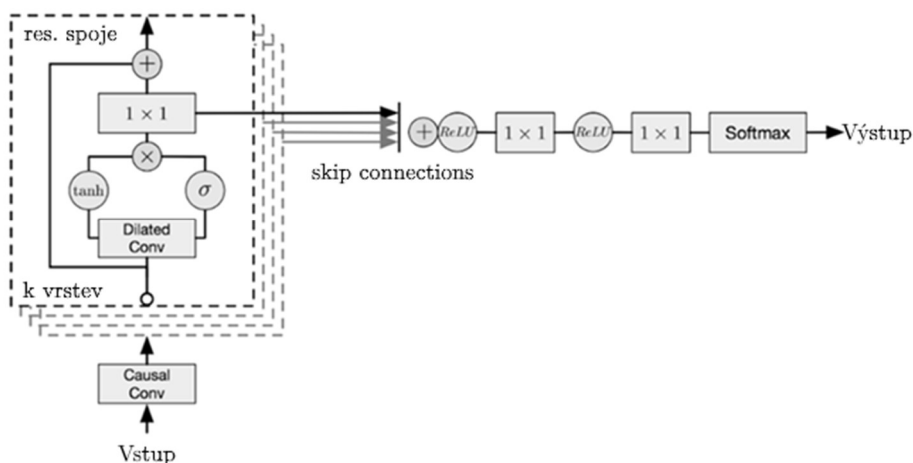 res. spoje
+
1 × 1
×
tanh
σ
Dilated
Conv
k vrstev
Causal
Conv
Vstup
skip connections
+
ReLU
1 × 1
ReLU
1 × 1
Softmax
Výstup